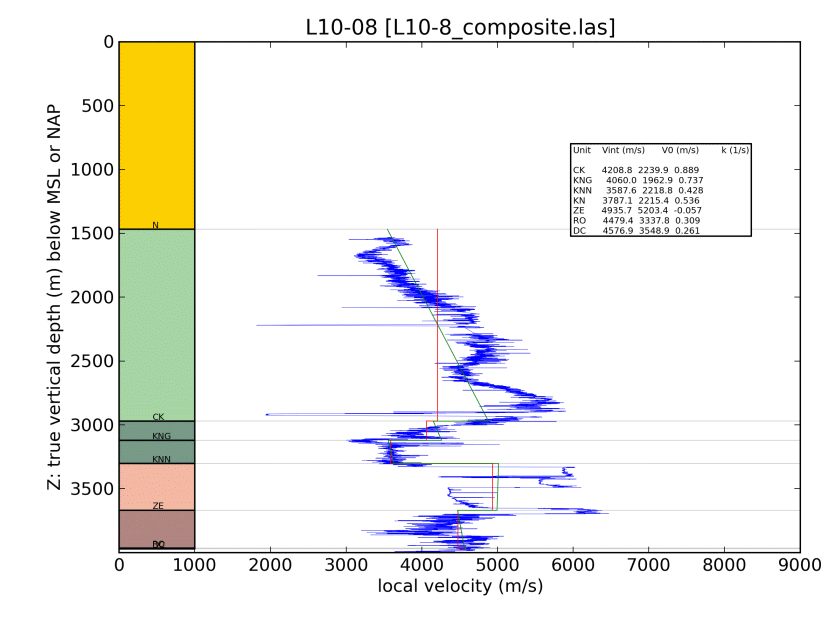 L10-08 [L10-8_composite.las]
Z: true vertical depth (m) below MSL or NAP
0
500
1000
1500
2000
2500
3000
3500
N
CK
KNG
KNN
ZE
Unit Vint (m/s) V0 (m/s) k (1/s)
CK 4208.8 2239.9 0.889
KNG 4060.0 1962.9 0.737
KNN 3587.6 2218.8 0.428
KN 3787.1 2215.4 0.536
ZE 4935.7 5203.4 -0.057
RO 4479.4 3337.8 0.309
DC 4576.9 3548.9 0.261
0 1000 2000 3000 4000 5000 6000 7000 8000 9000
local velocity (m/s)